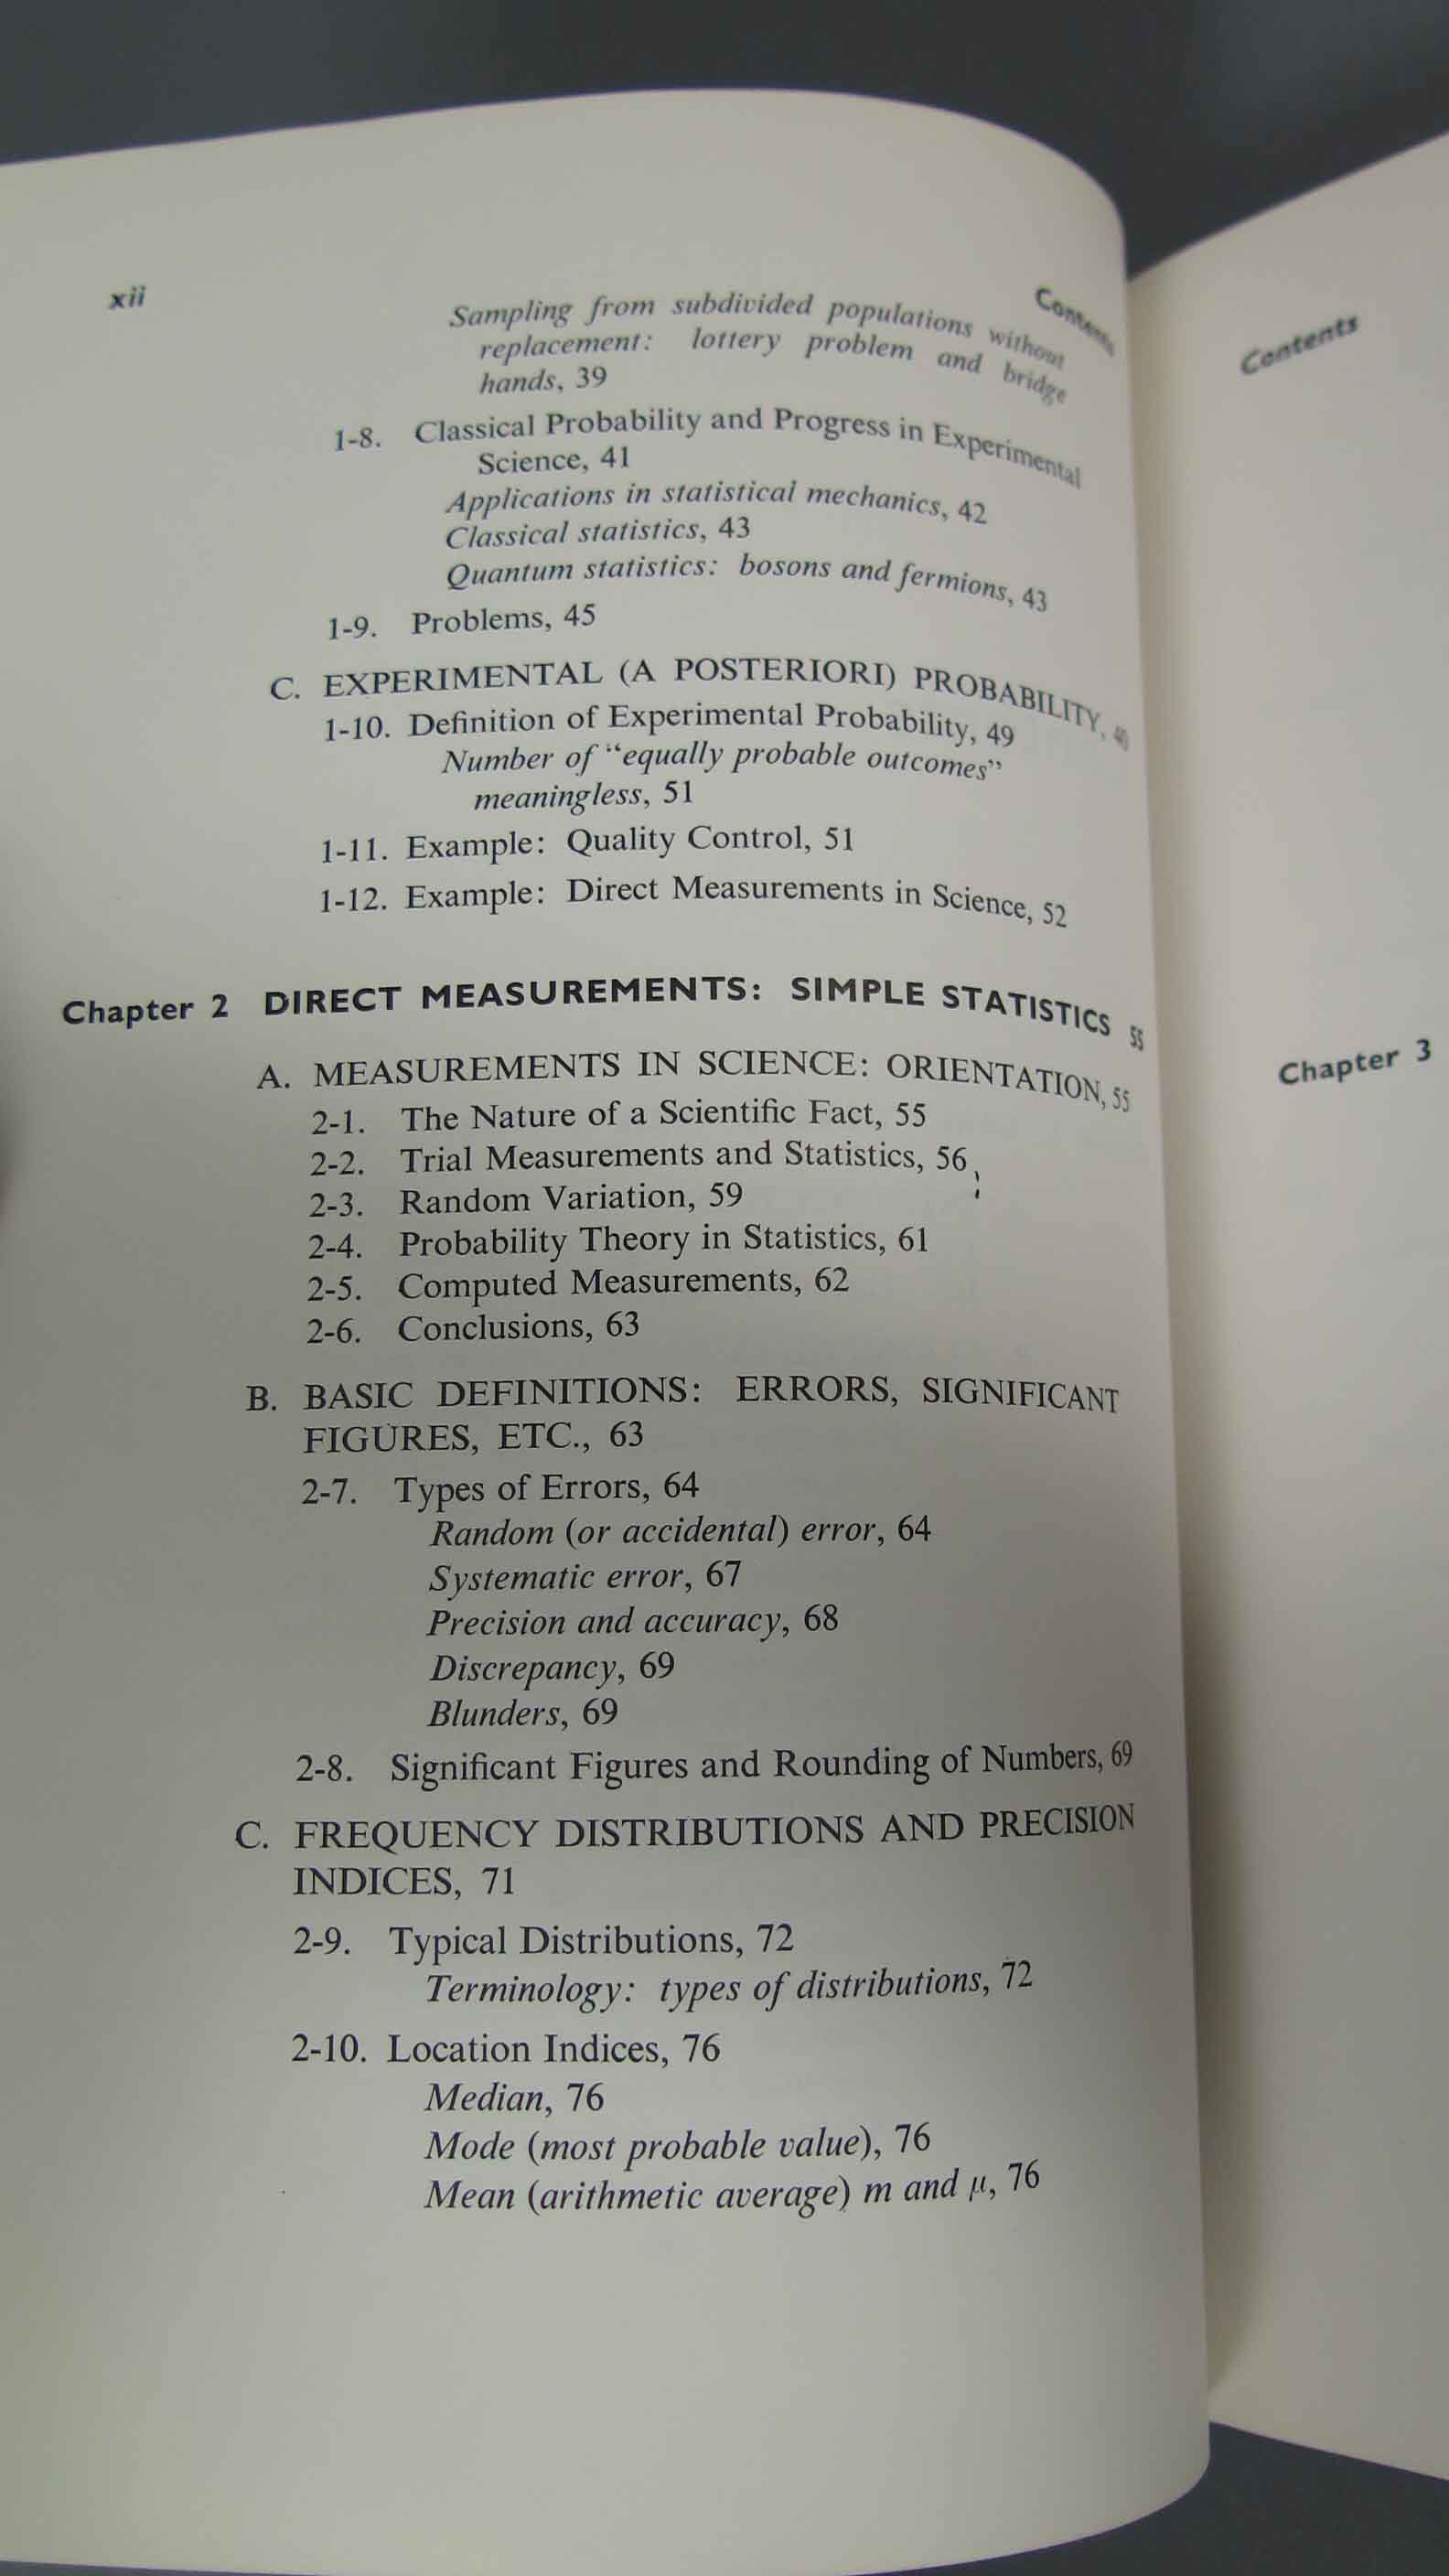 xii
Contents
Sampling from subdivided populations without
replacement: lottery problem and bridge
hands, 39
1-8. Classical Probability and Progress in Experimental
Science, 41
Applications in statistical mechanics, 42
Classical statistics, 43
Quantum statistics: bosons and fermions, 43
1-9. Problems, 45
C. EXPERIMENTAL (A POSTERIORI) PROBABILITY,
1-10. Definition of Experimental Probability, 49
Number of “equally probable outcomes”
meaningless, 51
1-11. Example: Quality Control, 51
1-12. Example: Direct Measurements in Science, 52
Chapter 2 DIRECT MEASUREMENTS: SIMPLE STATISTICS 55
A. MEASUREMENTS IN SCIENCE: ORIENTATION, 55
2-1. The Nature of a Scientific Fact, 55
2-2. Trial Measurements and Statistics, 56
2-3. Random Variation, 59
2-4. Probability Theory in Statistics, 61
2-5. Computed Measurements, 62
2-6. Conclusions, 63
B. BASIC DEFINITIONS: ERRORS, SIGNIFICANT
FIGURES, ETC., 63
2-7. Types of Errors, 64
Random (or accidental) error, 64
Systematic error, 67
Precision and accuracy, 68
Discrepancy, 69
Blunders, 69
2-8. Significant Figures and Rounding of Numbers, 69
C. FREQUENCY DISTRIBUTIONS AND PRECISION
INDICES, 71
2-9. Typical Distributions, 72
Terminology: types of distributions, 72
2-10. Location Indices, 76
Median, 76
Mode (most probable value), 76
Mean (arithmetic average) m and μ, 76
Contents
Chapter 3